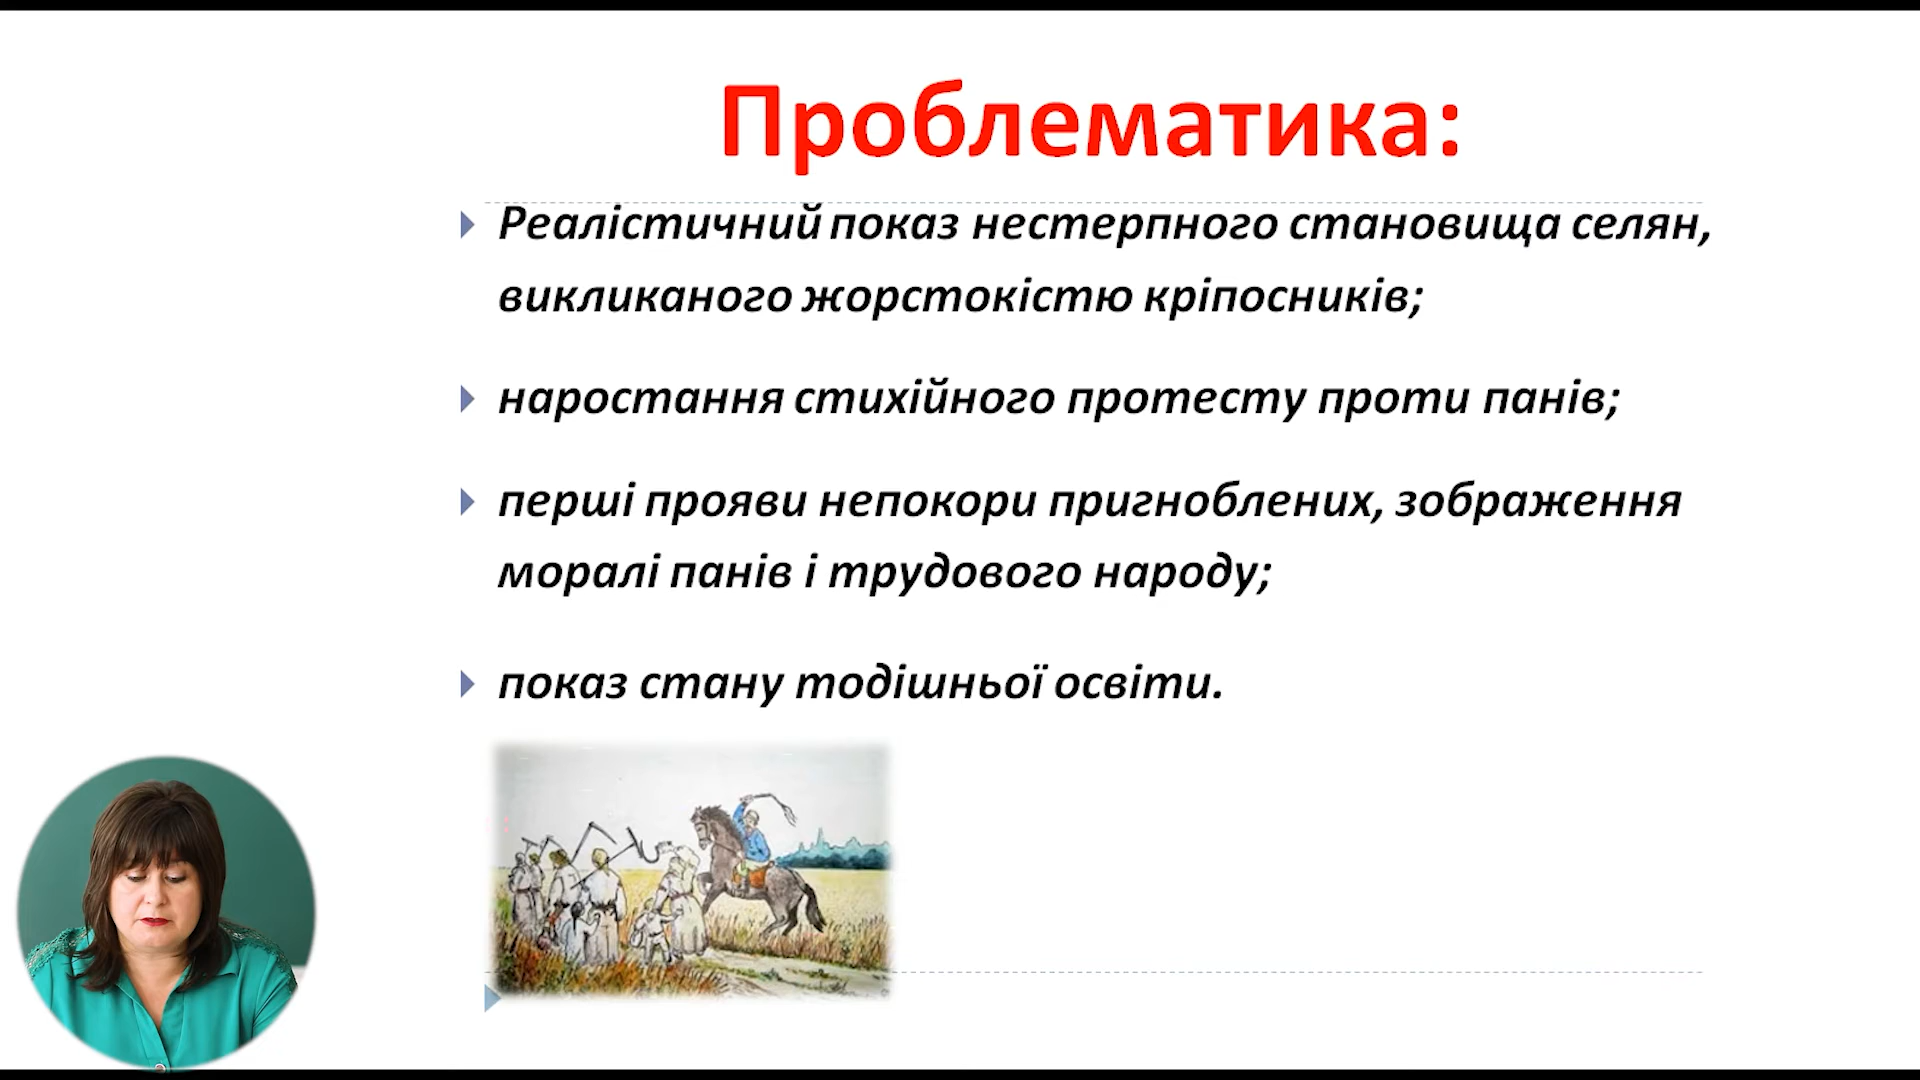 Проблематика:
Реалістичний показ нестерпного становища селян,
викликаного жорстокістю кріпосників;
наростання стихійного протесту проти панів;
перші прояви непокори пригноблених, зображення
моралі панів і трудового народу;
показ стану тодішньої освіти.